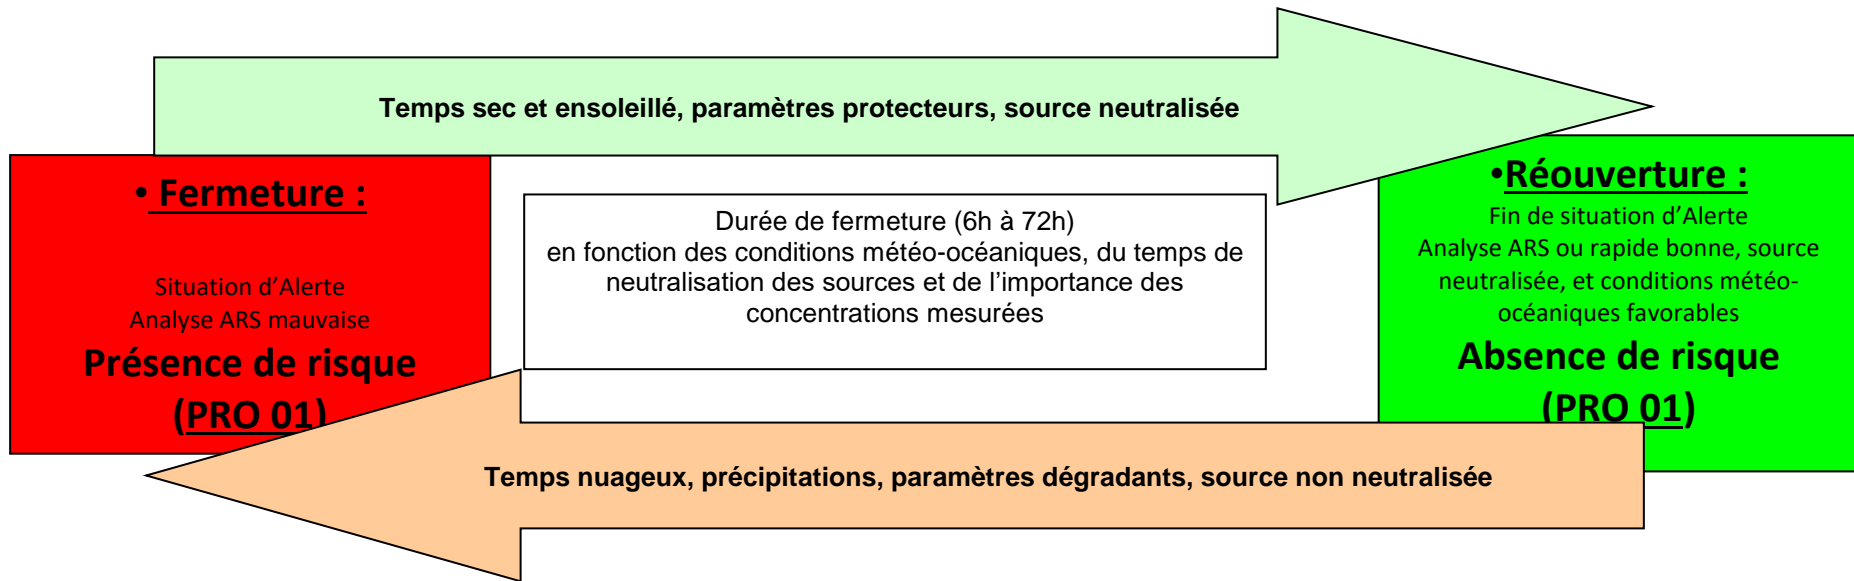 Temps sec et ensoleillé, paramètres protecteurs, source neutralisée
• Fermeture :
Situation d’Alerte
Analyse ARS mauvaise
Présence de risque
(PRO 01)
Durée de fermeture (6h à 72h)
en fonction des conditions météo-océaniques, du temps de
neutralisation des sources et de l’importance des
concentrations mesurées
•Réouverture :
Fin de situation d’Alerte
Analyse ARS ou rapide bonne, source
neutralisée, et conditions météo-
océaniques favorables
Absence de risque
(PRO 01)
Temps nuageux, précipitations, paramètres dégradants, source non neutralisée